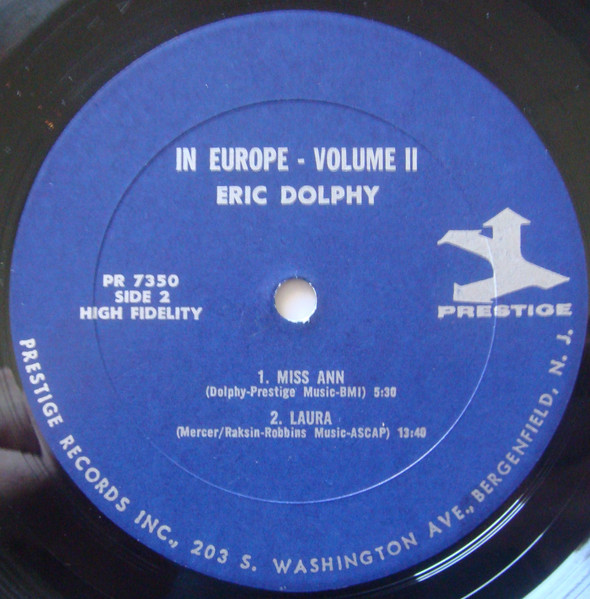 IN EUROPE - VOLUME II
ERIC DOLPHY
PR 7350
SIDE 2
HIGH FIDELITY
PRESTIGE
1. MISS ANN
(Dolphy-Prestige Music-BMI) 5:30
2. LAURA
(Mercer/Raksin-Robbins Music-ASCAP) 13:40
PRESTIGE RECORDS INC., 203 S. WASHINGTON AVE., BERGENFIELD, N. J.